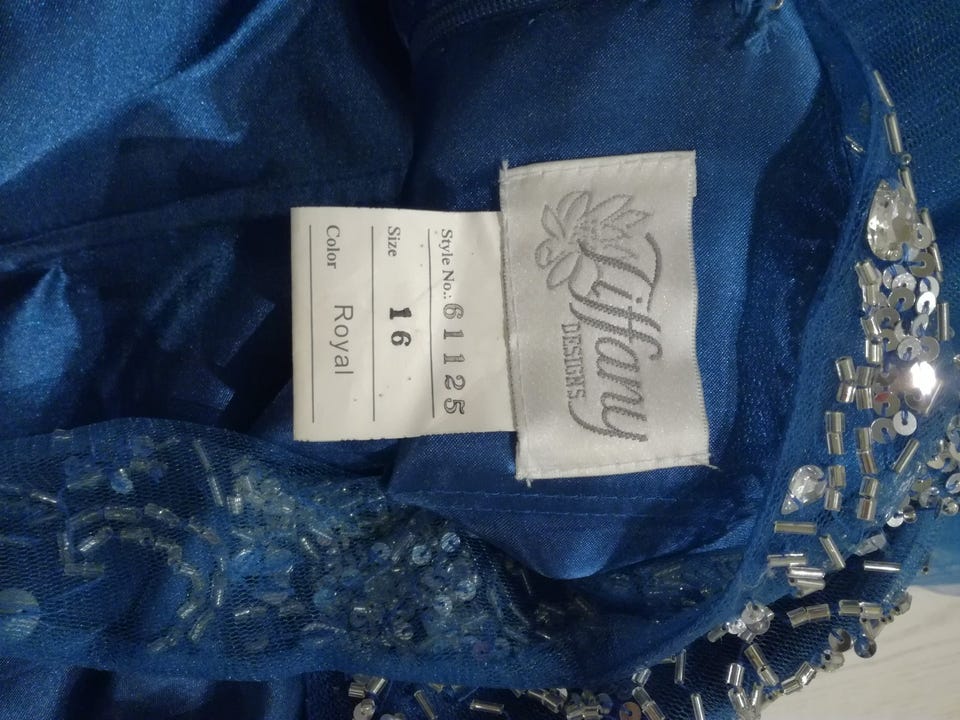 Tiffany
DESIGNS
Style No.: 61125
Size 16
Color Royal